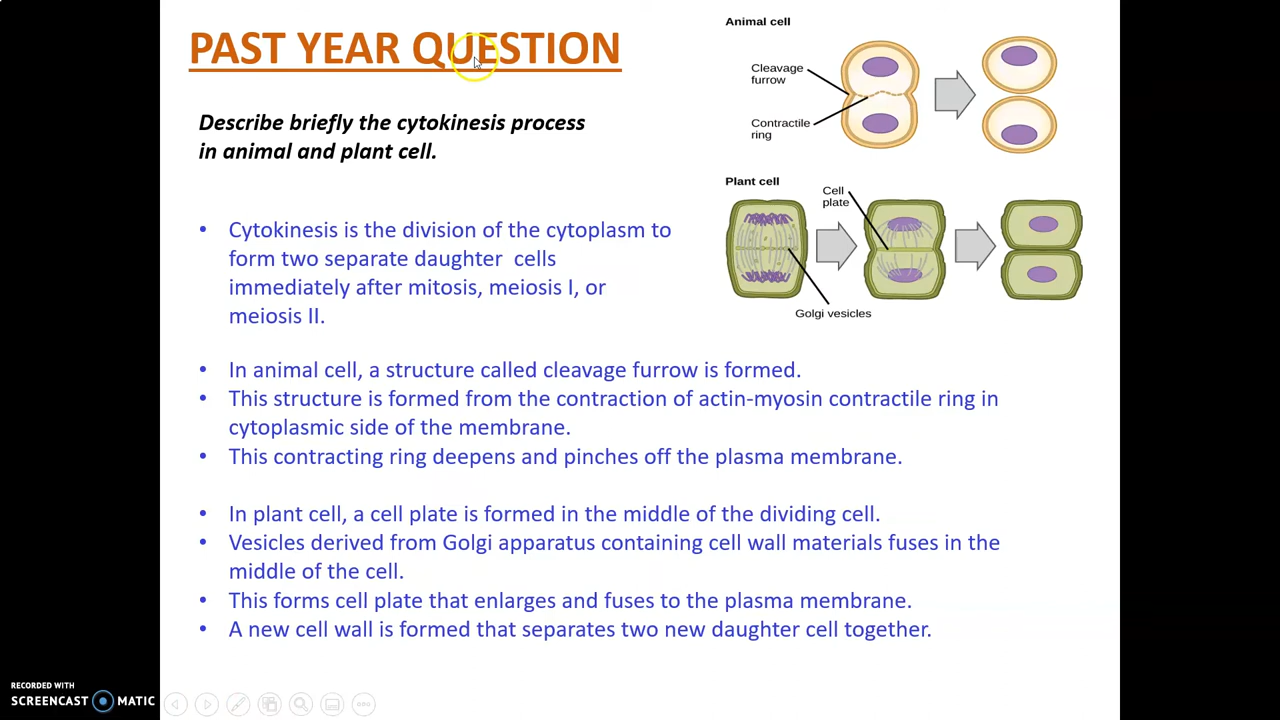 PAST YEAR QUESTION
Describe briefly the cytokinesis process
in animal and plant cell.
Animal cell
Cleavage
furrow
Contractile
ring
Plant cell
Cell
plate
Golgi vesicles
• Cytokinesis is the division of the cytoplasm to
form two separate daughter cells
immediately after mitosis, meiosis I, or
meiosis II.
• In animal cell, a structure called cleavage furrow is formed.
• This structure is formed from the contraction of actin-myosin contractile ring in
cytoplasmic side of the membrane.
• This contracting ring deepens and pinches off the plasma membrane.
• In plant cell, a cell plate is formed in the middle of the dividing cell.
• Vesicles derived from Golgi apparatus containing cell wall materials fuses in the
middle of the cell.
• This forms cell plate that enlarges and fuses to the plasma membrane.
• A new cell wall is formed that separates two new daughter cell together.
RECORDED WITH
SCREENCAST MATIC